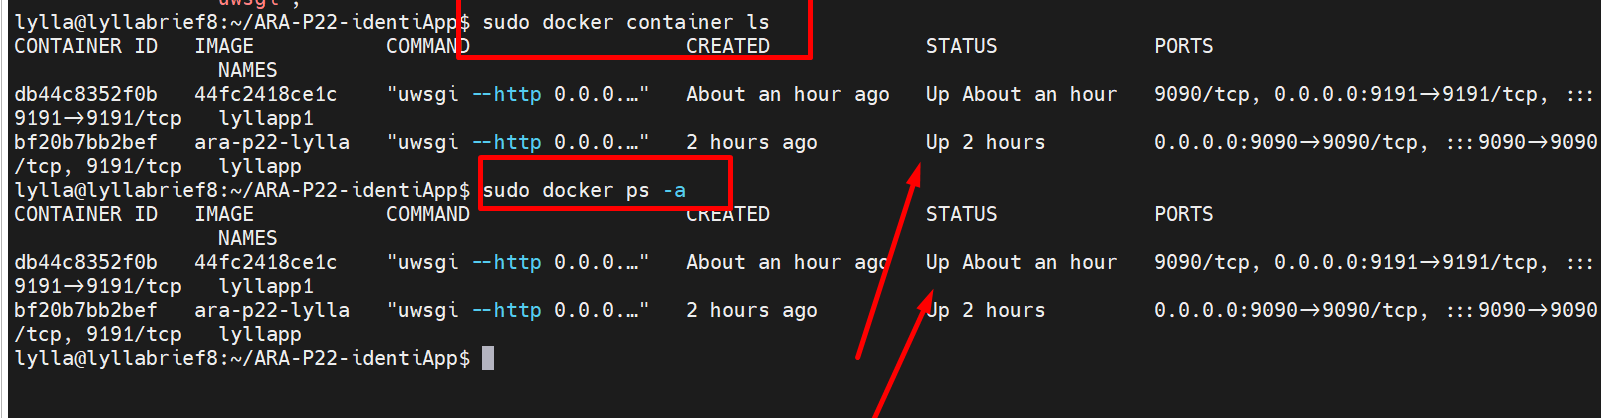 uwsgi",
lylla@lyllabrief8:~/ARA-P22-identiApp$ sudo docker container ls
CONTAINER ID   IMAGE           COMMAND                  CREATED             STATUS             PORTS
                 NAMES
db44c8352f0b   44fc2418ce1c    "uwsgi --http 0.0.0.…"   About an hour ago   Up About an hour   9090/tcp, 0.0.0.0:9191->9191/tcp, :::
9191->9191/tcp   lyllapp1
bf20b7bb2bef   ara-p22-lylla   "uwsgi --http 0.0.0.…"   2 hours ago         Up 2 hours         0.0.0.0:9090->9090/tcp, :::9090->9090
/tcp, 9191/tcp   lyllapp
lylla@lyllabrief8:~/ARA-P22-identiApp$ sudo docker ps -a
CONTAINER ID   IMAGE           COMMAND                  CREATED             STATUS             PORTS
                 NAMES
db44c8352f0b   44fc2418ce1c    "uwsgi --http 0.0.0.…"   About an hour ago   Up About an hour   9090/tcp, 0.0.0.0:9191->9191/tcp, :::
9191->9191/tcp   lyllapp1
bf20b7bb2bef   ara-p22-lylla   "uwsgi --http 0.0.0.…"   2 hours ago         Up 2 hours         0.0.0.0:9090->9090/tcp, :::9090->9090
/tcp, 9191/tcp   lyllapp
lylla@lyllabrief8:~/ARA-P22-identiApp$